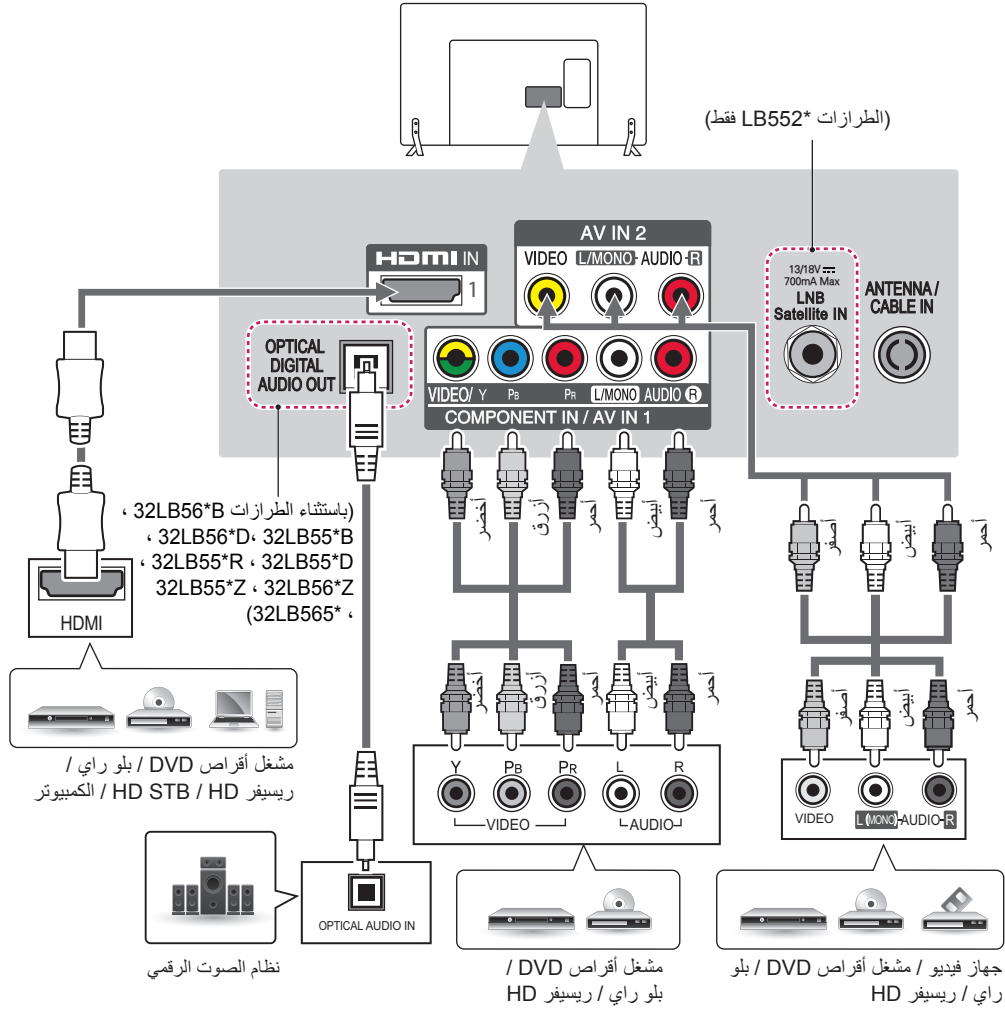 (الطرازات *LB552 فقط)
AV IN 2
VIDEO L/MONO AUDIO R
HDMI IN
1
13/18V
700mA Max
LNB
Satellite IN
ANTENNA /
CABLE IN
OPTICAL
DIGITAL
AUDIO OUT
VIDEO/ Y PB PR L/MONO AUDIO R
COMPONENT IN / AV IN 1
أخضر
أزرق
أحمر
أبيض
أحمر
أصفر
أبيض
أحمر
(باستثناء الطرازات 32LB56*B ،
32LB56*D، 32LB55*B ،
32LB55*R ، 32LB55*D ،
32LB55*Z ، 32LB56*Z
، 32LB565*)
HDMI
أخضر
أزرق
أحمر
أبيض
أحمر
أصفر
أبيض
أحمر
مشغل أقراص DVD / بلو راي /
ريسيفر HD STB / HD / الكمبيوتر
Y PB PR L R
VIDEO AUDIO
VIDEO L(MONO) AUDIO R
OPTICAL AUDIO IN
نظام الصوت الرقمي
مشغل أقراص DVD /
بلو راي / ريسيفر HD
جهاز فيديو / مشغل أقراص DVD / بلو
راي / ريسيفر HD